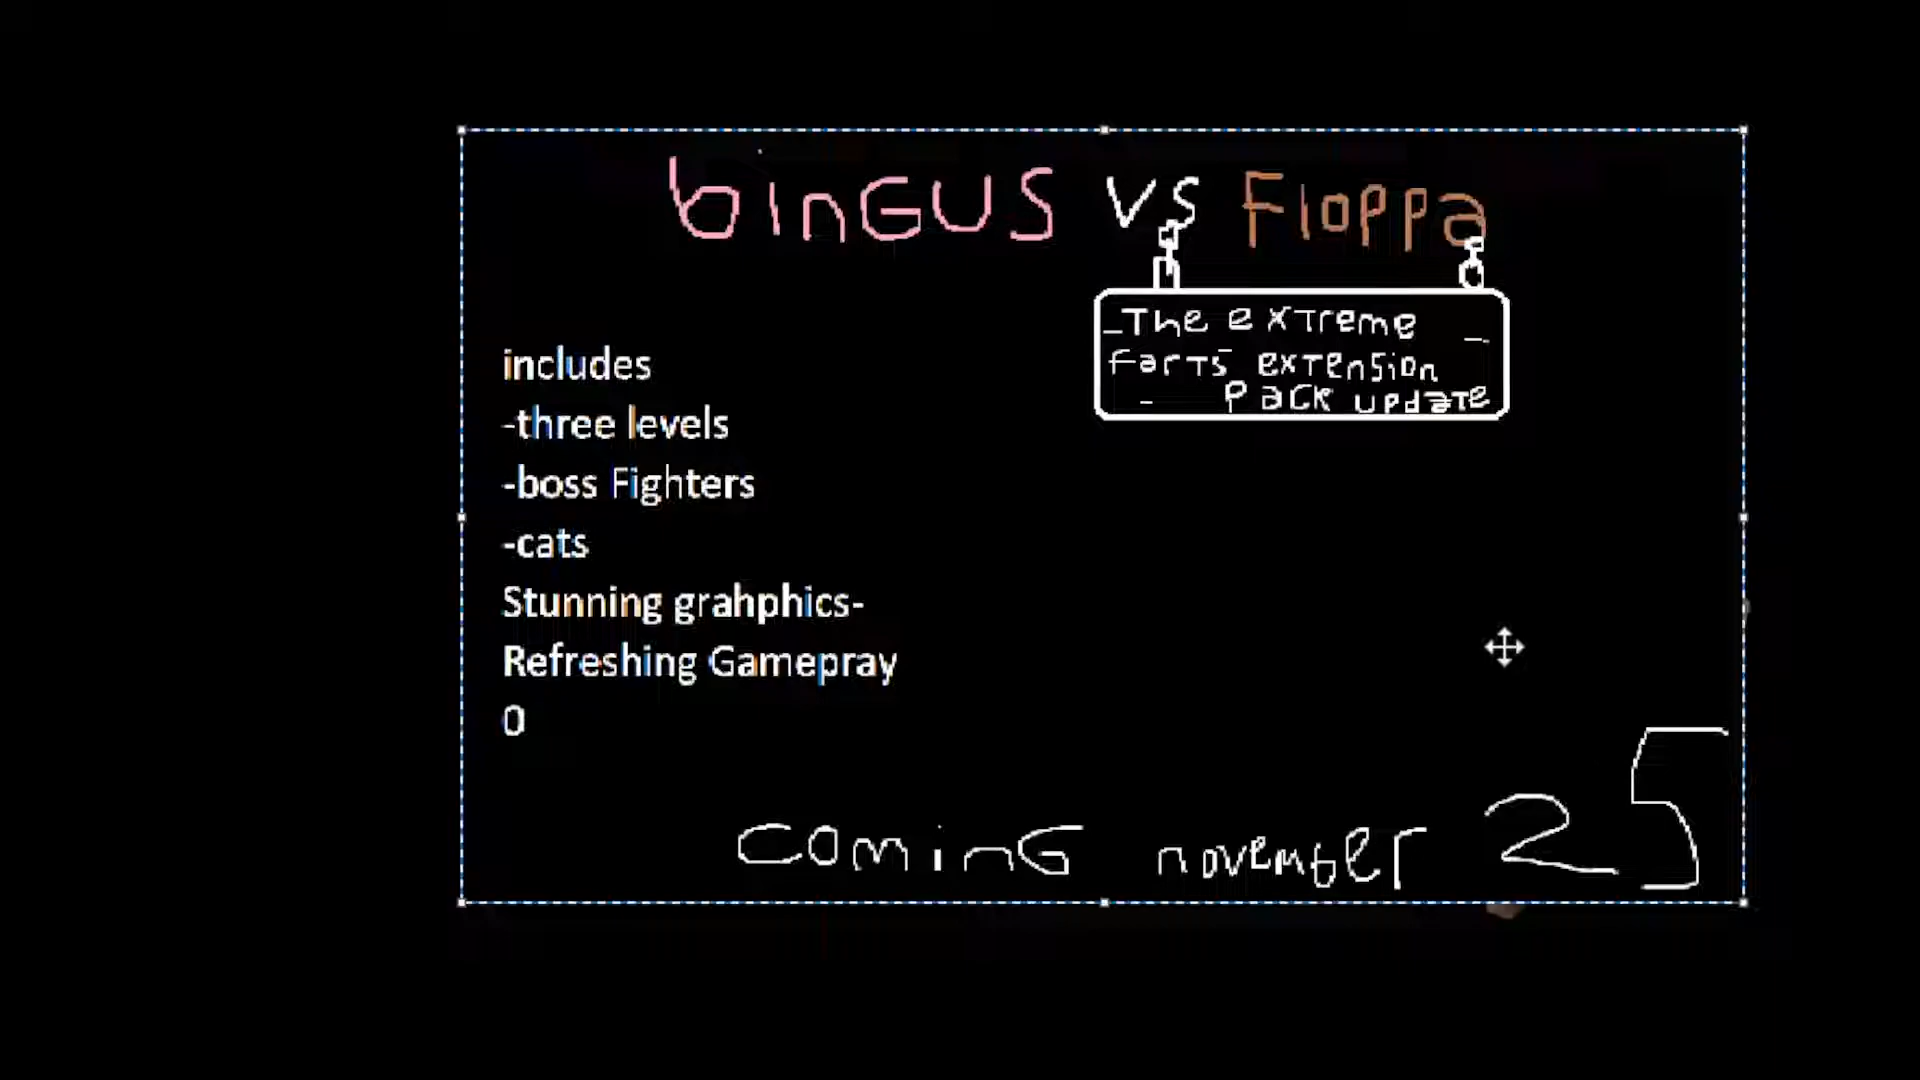 binGUS VS Floppa
_The extreme _
farts extension
- Pack update
includes
-three levels
-boss Fighters
-cats
Stunning grahphics-
Refreshing Gamepray
0
cominG november 25